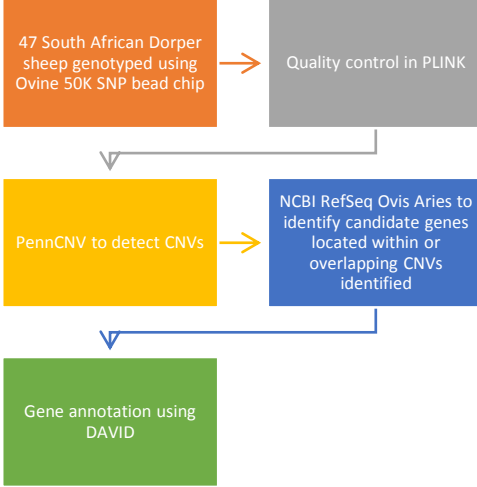 47 South African Dorper
sheep genotyped using
Ovine 50K SNP bead chip
Quality control in PLINK
PennCNV to detect CNVs
NCBI RefSeq Ovis Aries to
identify candidate genes
located within or
overlapping CNVs
identified
Gene annotation using
DAVID